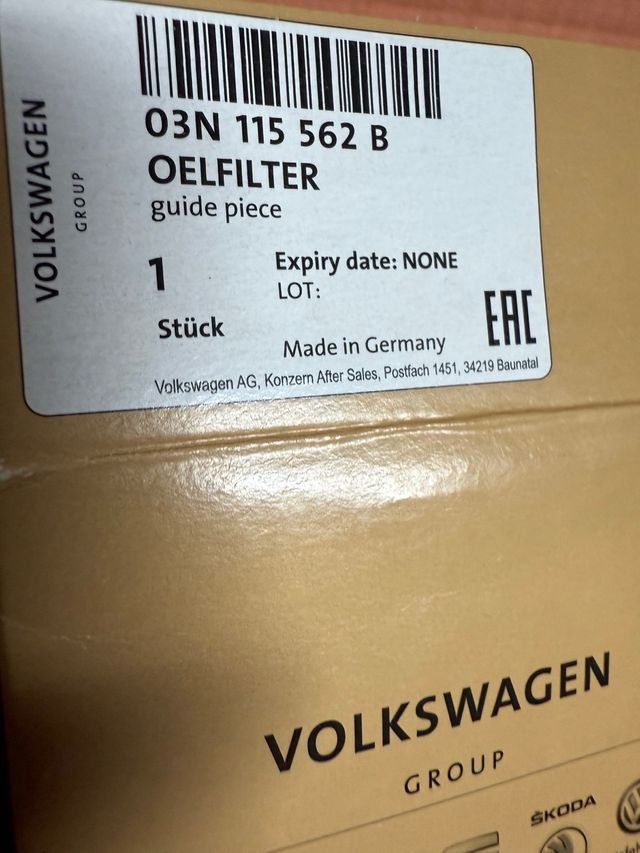 VOLKSWAGEN
GROUP
03N 115 562 B
OELFILTER
guide piece
1
Stück
Expiry date: NONE
LOT:
Made in Germany
EAC
Volkswagen AG, Konzern After Sales, Postfach 1451, 34219 Baunatal
VOLKSWAGEN
GROUP
ŠKODA